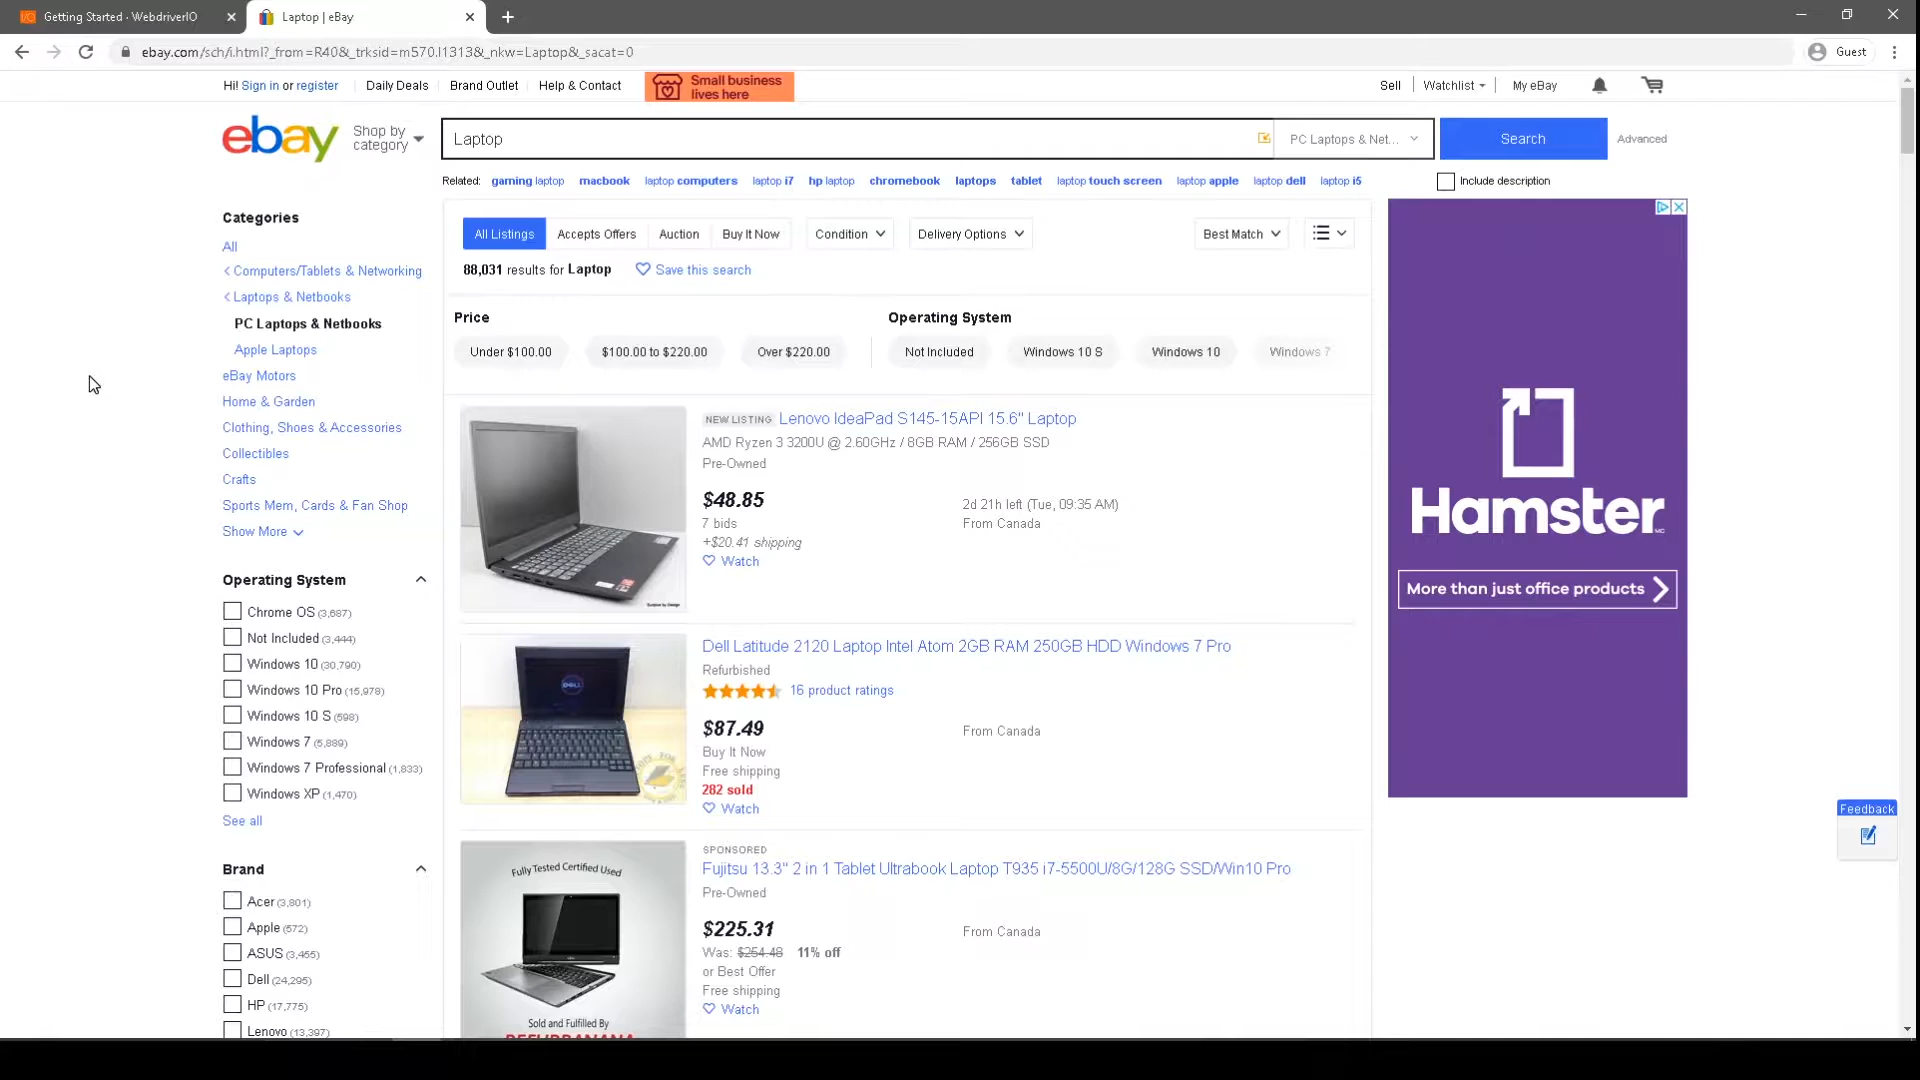 Getting Started · WebdriverIO
Laptop | eBay
ebay.com/sch/i.html?_from=R40&_trksid=m570.l1313&_nkw=Laptop&_sacat=0
Guest
Hi! Sign in or register
Daily Deals
Brand Outlet
Help & Contact
Small business
lives here
Sell
Watchlist
My eBay
ebay
Shop by
category
Laptop
PC Laptops & Net...
Search
Advanced
Related: gaming laptop macbook laptop computers laptop i7 hp laptop chromebook laptops tablet laptop touch screen laptop apple laptop dell laptop i5
Include description
Categories
All
Computers/Tablets & Networking
Laptops & Netbooks
PC Laptops & Netbooks
Apple Laptops
eBay Motors
Home & Garden
Clothing, Shoes & Accessories
Collectibles
Crafts
Sports Mem, Cards & Fan Shop
Show More
Operating System
Chrome OS (3,687)
Not Included (3,444)
Windows 10 (30,790)
Windows 10 Pro (15,978)
Windows 10 S (598)
Windows 7 (5,889)
Windows 7 Professional (1,833)
Windows XP (1,470)
See all
Brand
Acer (3,801)
Apple (572)
ASUS (3,455)
Dell (24,295)
HP (17,775)
Lenovo (13,397)
All Listings
Accepts Offers
Auction
Buy It Now
Condition
Delivery Options
Best Match
88,031 results for Laptop
Save this search
Price
Under $100.00
$100.00 to $220.00
Over $220.00
Operating System
Not Included
Windows 10 S
Windows 10
Windows 7
NEW LISTING Lenovo IdeaPad S145-15API 15.6" Laptop
AMD Ryzen 3 3200U @ 2.60GHz / 8GB RAM / 256GB SSD
Pre-Owned
$48.85
7 bids
+$20.41 shipping
Watch
2d 21h left (Tue, 09:35 AM)
From Canada
Surplus by Design
Dell Latitude 2120 Laptop Intel Atom 2GB RAM 250GB HDD Windows 7 Pro
Refurbished
16 product ratings
$87.49
Buy It Now
Free shipping
282 sold
Watch
From Canada
DELL
SPONSORED
Fujitsu 13.3" 2 in 1 Tablet Ultrabook Laptop T935 i7-5500U/8G/128G SSD/Win10 Pro
Pre-Owned
$225.31
Was: $254.48 11% off
or Best Offer
Free shipping
Watch
From Canada
Fully Tested Certified Used
Sold and Fulfilled By
Hamster
More than just office products
Feedback